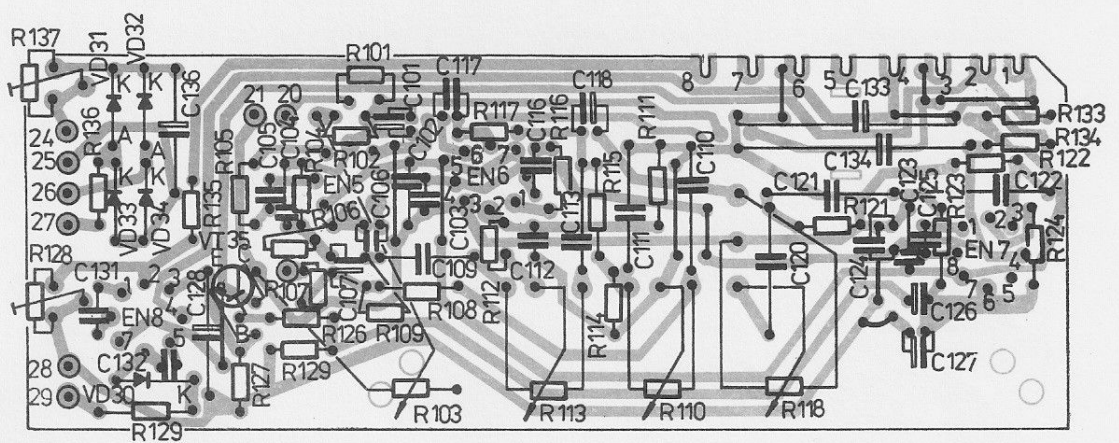 R137
VD31
VD32
K
K
C136
R136
A
A
24
25
26
27
VD33
VD34
R135
R105
21
20
C105
C104
R104
R101
R102
C101
C102
C117
R117
C116
R116
C118
R111
C110
8
7
6
5
4
3
2
1
C133
R133
R134
C134
R122
EN5
R106
C106
5
6
7
EN6
4
3
2
1
C103
C113
R115
C121
R121
C123
C125
R123
C122
R124
1
2
3
EN7
4
5
6
7
8
R128
C131
1
2
3
4
5
7
EN8
C128
E
C
B
R107
C107
C109
R108
R109
R112
C112
C111
R114
C120
C124
C126
C127
R126
R129
R127
28
29
C132
VD30
K
R129
R103
R113
R110
R118